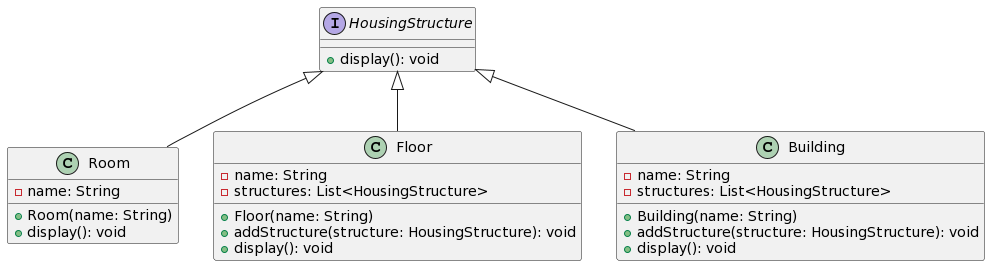 I HousingStructure
display(): void
C Room
name: String
Room(name: String)
display(): void
C Floor
name: String
structures: List<HousingStructure>
Floor(name: String)
addStructure(structure: HousingStructure): void
display(): void
C Building
name: String
structures: List<HousingStructure>
Building(name: String)
addStructure(structure: HousingStructure): void
display(): void